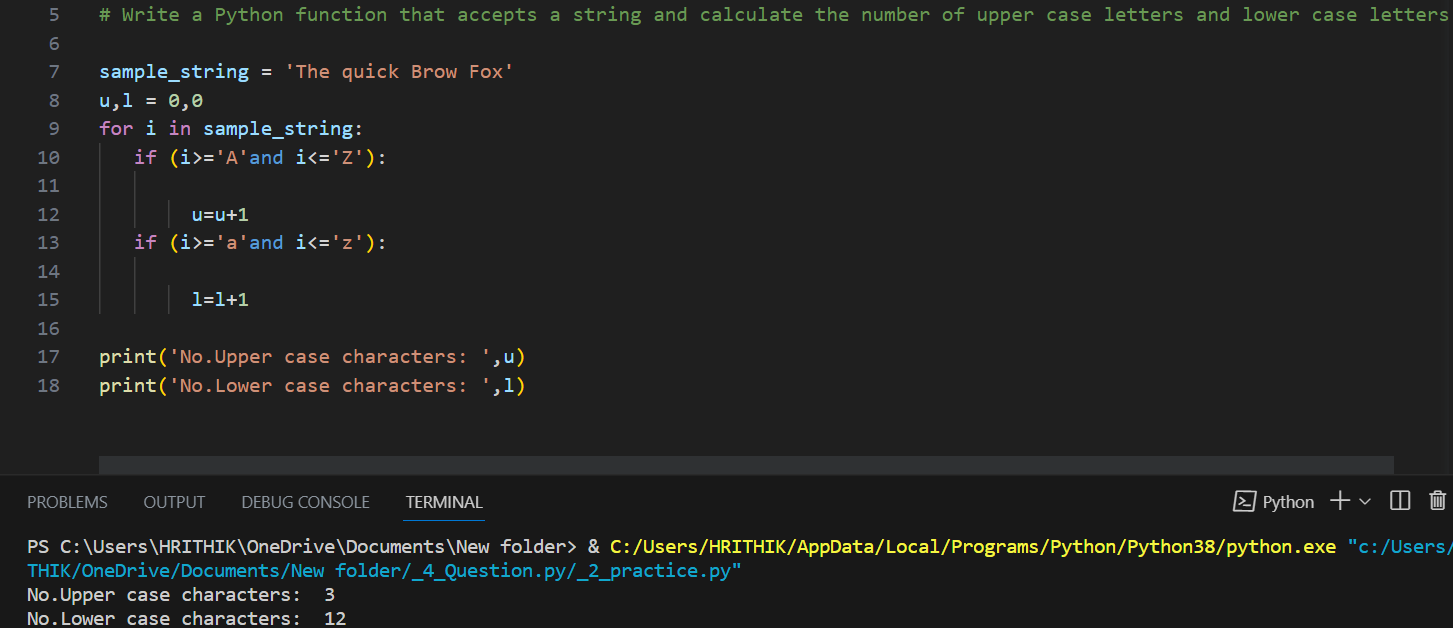 5 # Write a Python function that accepts a string and calculate the number of upper case letters and lower case letters
6
7 sample_string = 'The quick Brow Fox'
8 u,l = 0,0
9 for i in sample_string:
10 if (i>='A'and i<='Z'):
11
12 u=u+1
13 if (i>='a'and i<='z'):
14
15 l=l+1
16
17 print('No.Upper case characters: ',u)
18 print('No.Lower case characters: ',l)
PROBLEMS OUTPUT DEBUG CONSOLE TERMINAL Python
PS C:\Users\HRITHIK\OneDrive\Documents\New folder> & C:/Users/HRITHIK/AppData/Local/Programs/Python/Python38/python.exe "c:/Users/
THIK/OneDrive/Documents/New folder/_4_Question.py/_2_practice.py"
No.Upper case characters:  3
No.Lower case characters:  12